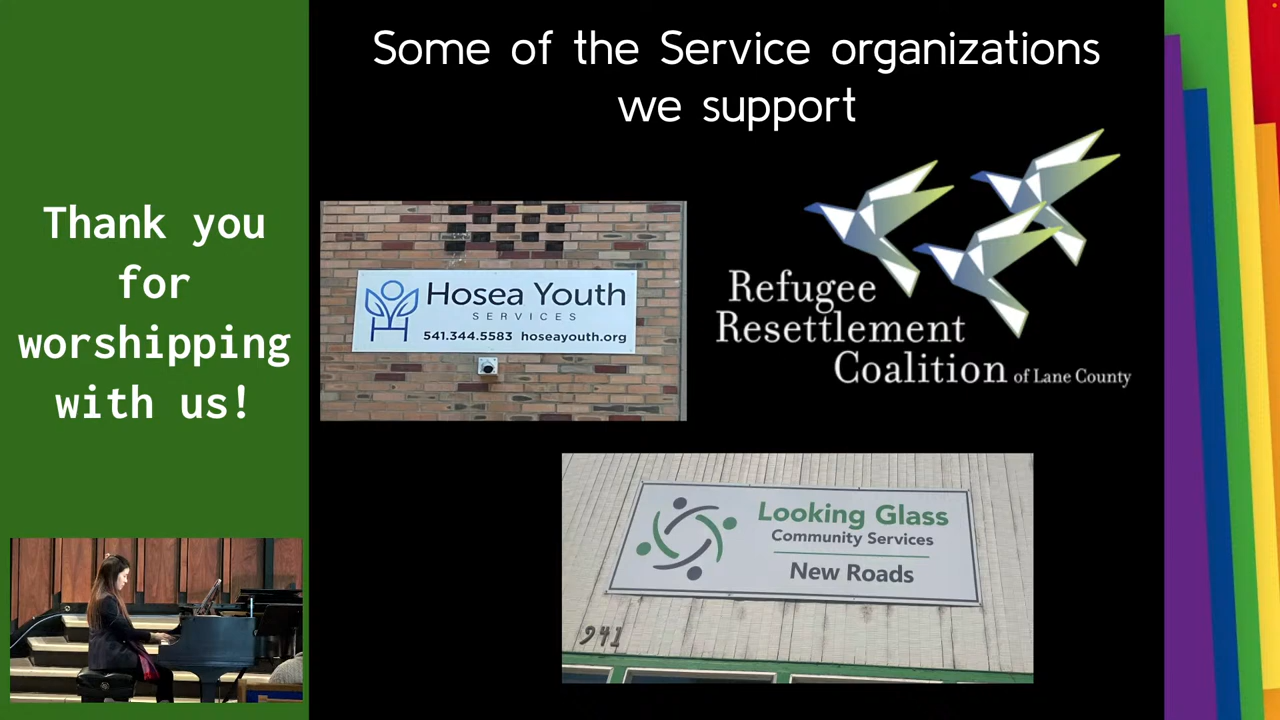 Some of the Service organizations
we support
Thank you
for
worshipping
with us!
Hosea Youth
SERVICES
541.344.5583 hoseayouth.org
Refugee
Resettlement
Coalition of Lane County
Looking Glass
Community Services
New Roads
941